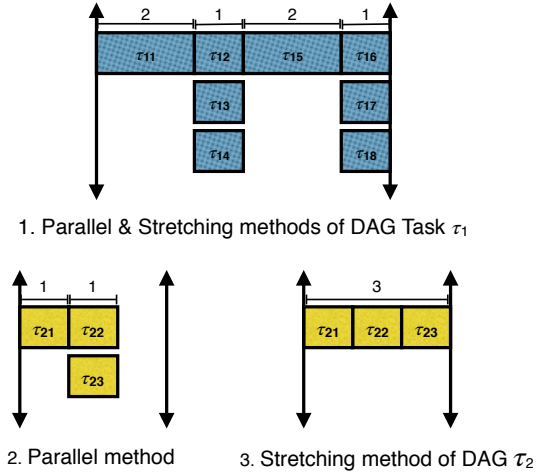 2 1 2 1
τ11 τ12 τ15 τ16
τ13 τ17
τ14 τ18
1. Parallel & Stretching methods of DAG Task τ1
1 1
τ21 τ22
τ23
2. Parallel method
3
τ21 τ22 τ23
3. Stretching method of DAG τ2